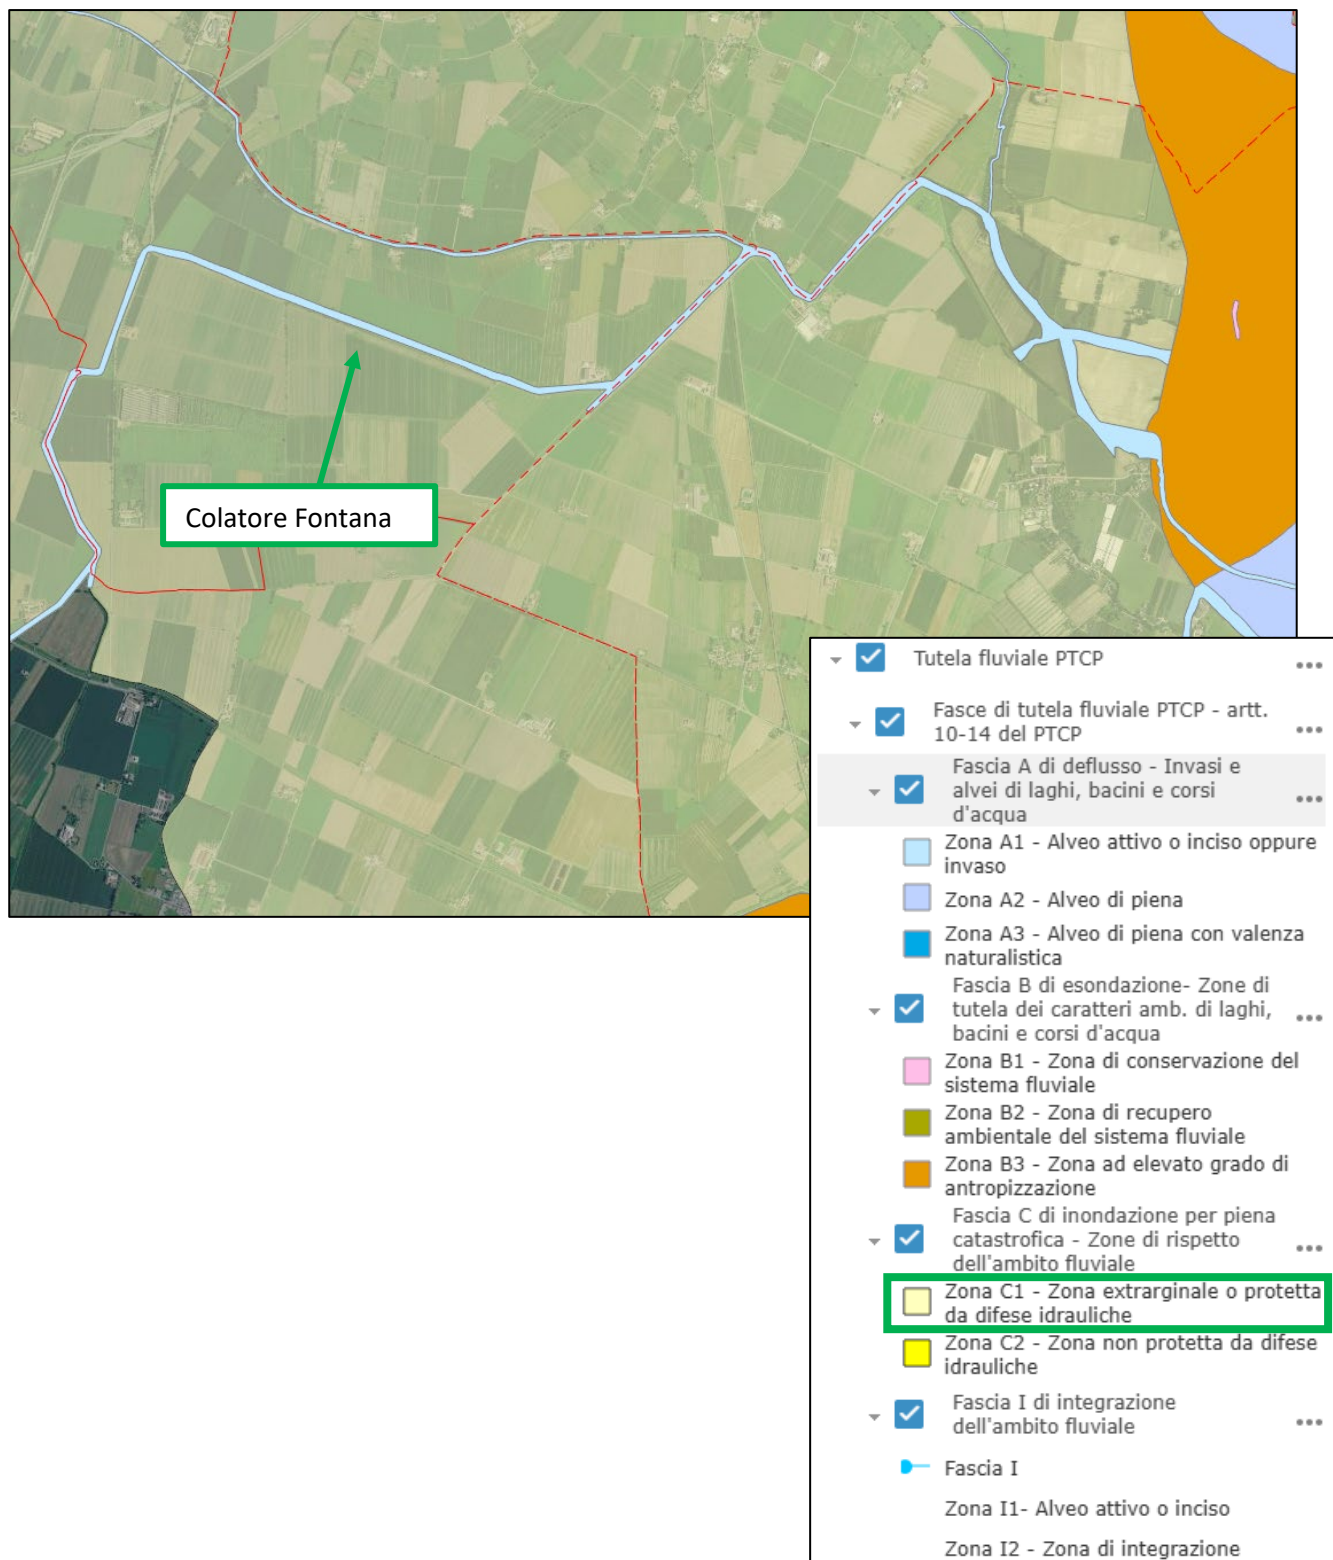 Colatore Fontana
Tutela fluviale PTCP
Fasce di tutela fluviale PTCP - artt.
10-14 del PTCP
Fascia A di deflusso - Invasi e
alvei di laghi, bacini e corsi
d'acqua
Zona A1 - Alveo attivo o inciso oppure
invaso
Zona A2 - Alveo di piena
Zona A3 - Alveo di piena con valenza
naturalistica
Fascia B di esondazione- Zone di
tutela dei caratteri amb. di laghi,
bacini e corsi d'acqua
Zona B1 - Zona di conservazione del
sistema fluviale
Zona B2 - Zona di recupero
ambientale del sistema fluviale
Zona B3 - Zona ad elevato grado di
antropizzazione
Fascia C di inondazione per piena
catastrofica - Zone di rispetto
dell'ambito fluviale
Zona C1 - Zona extrarginale o protetta
da difese idrauliche
Zona C2 - Zona non protetta da difese
idrauliche
Fascia I di integrazione
dell'ambito fluviale
Fascia I
Zona I1- Alveo attivo o inciso
Zona I2 - Zona di integrazione